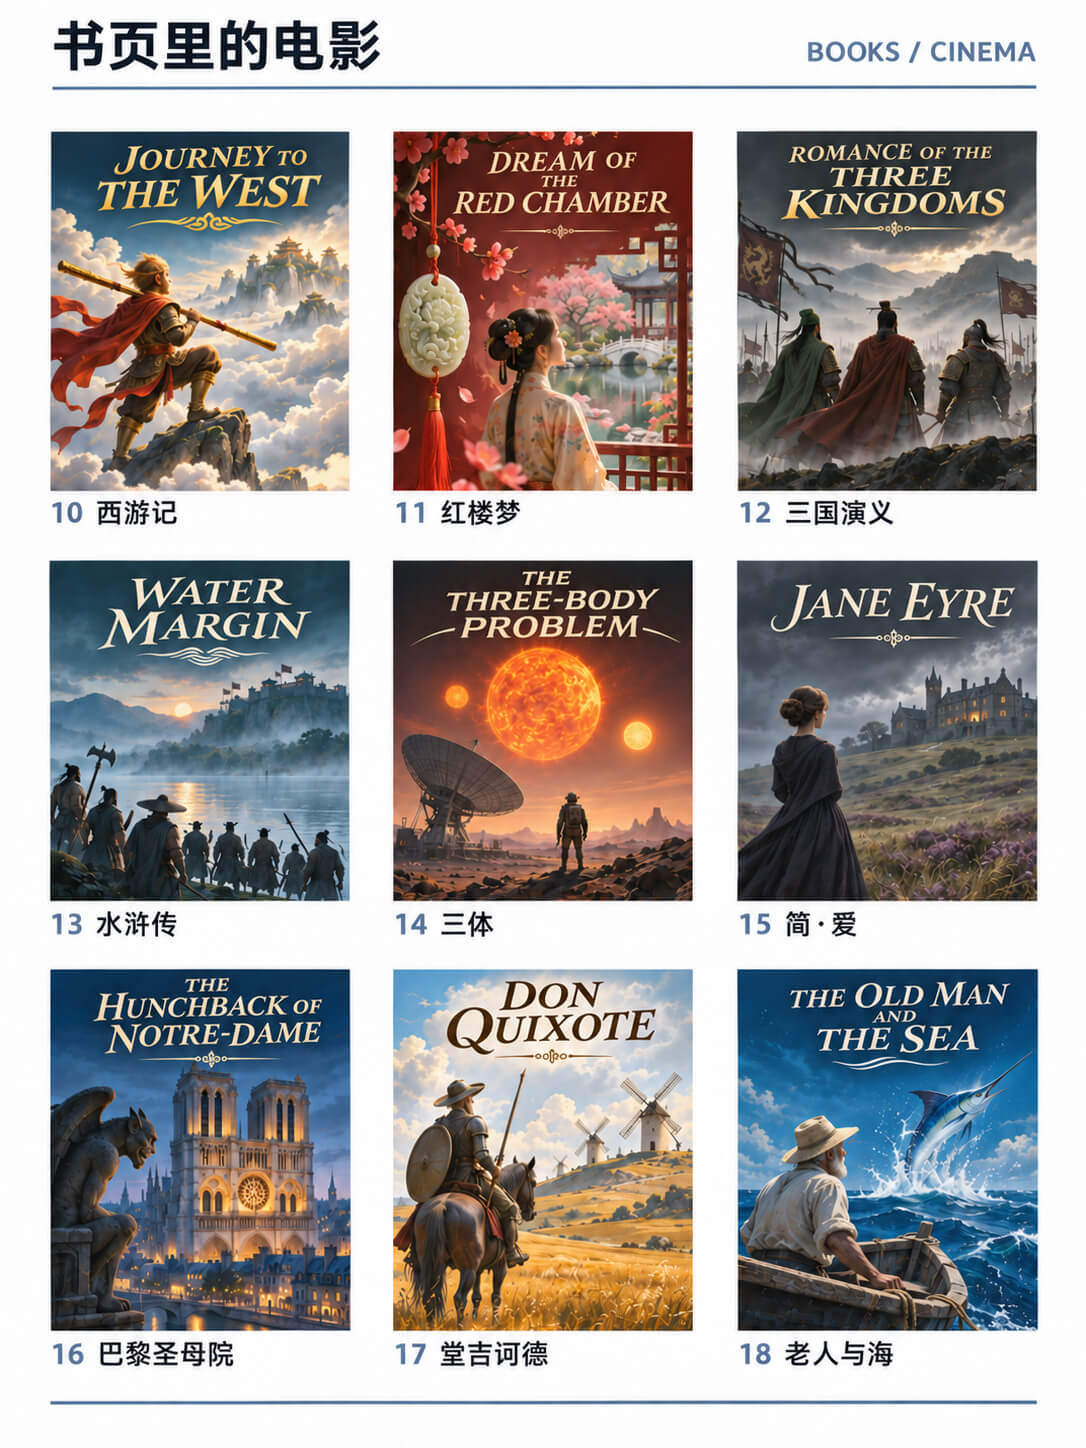 书页里的电影
BOOKS / CINEMA
JOURNEY TO
THE WEST
10 西游记
DREAM OF
THE
RED CHAMBER
11 红楼梦
ROMANCE OF THE
THREE
KINGDOMS
12 三国演义
WATER
MARGIN
13 水浒传
THE
THREE-BODY
PROBLEM
14 三体
JANE EYRE
15 简·爱
THE
HUNCHBACK OF
NOTRE-DAME
16 巴黎圣母院
DON
QUIXOTE
17 堂吉诃德
THE OLD MAN
AND
THE SEA
18 老人与海